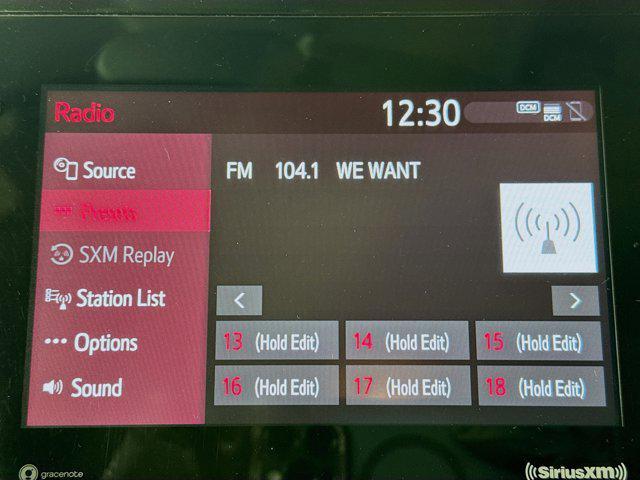 Radio 12:30 DCM DCM
Source
FM 104.1 WE WANT
Presets
SXM Replay
Station List
< >
Options
13 (Hold Edit) 14 (Hold Edit) 15 (Hold Edit)
Sound
16 (Hold Edit) 17 (Hold Edit) 18 (Hold Edit)
gracenote
SiriusXM